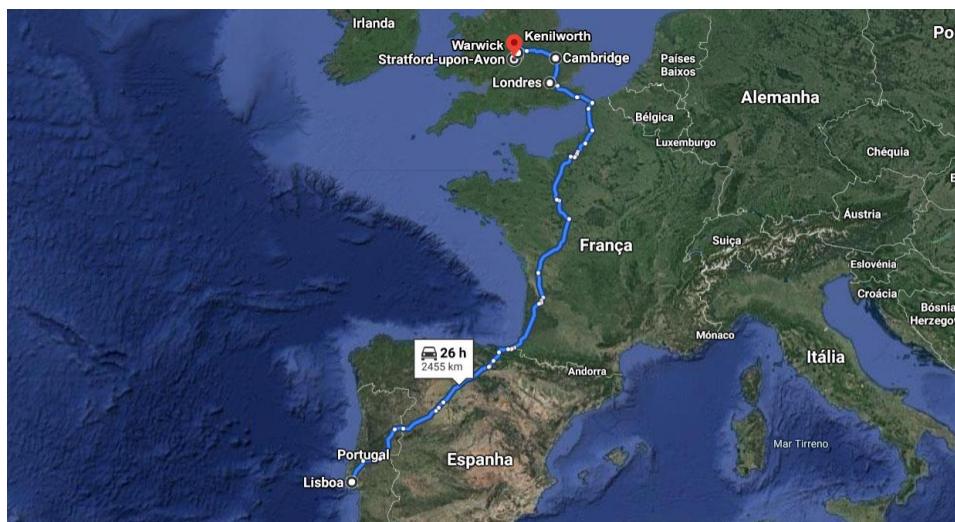 Irlanda
Kenilworth
Warwick
Stratford-upon-Avon
Cambridge
Países
Baixos
Londres
Alemanha
Bélgica
Luxemburgo
Chéquia
Áustria
França
Suiça
Eslovénia
Croácia
Bósnia
Herzego
Mónaco
Itália
26 h
2455 km
Andorra
Mar Tirreno
Portugal
Espanha
Lisboa
Po